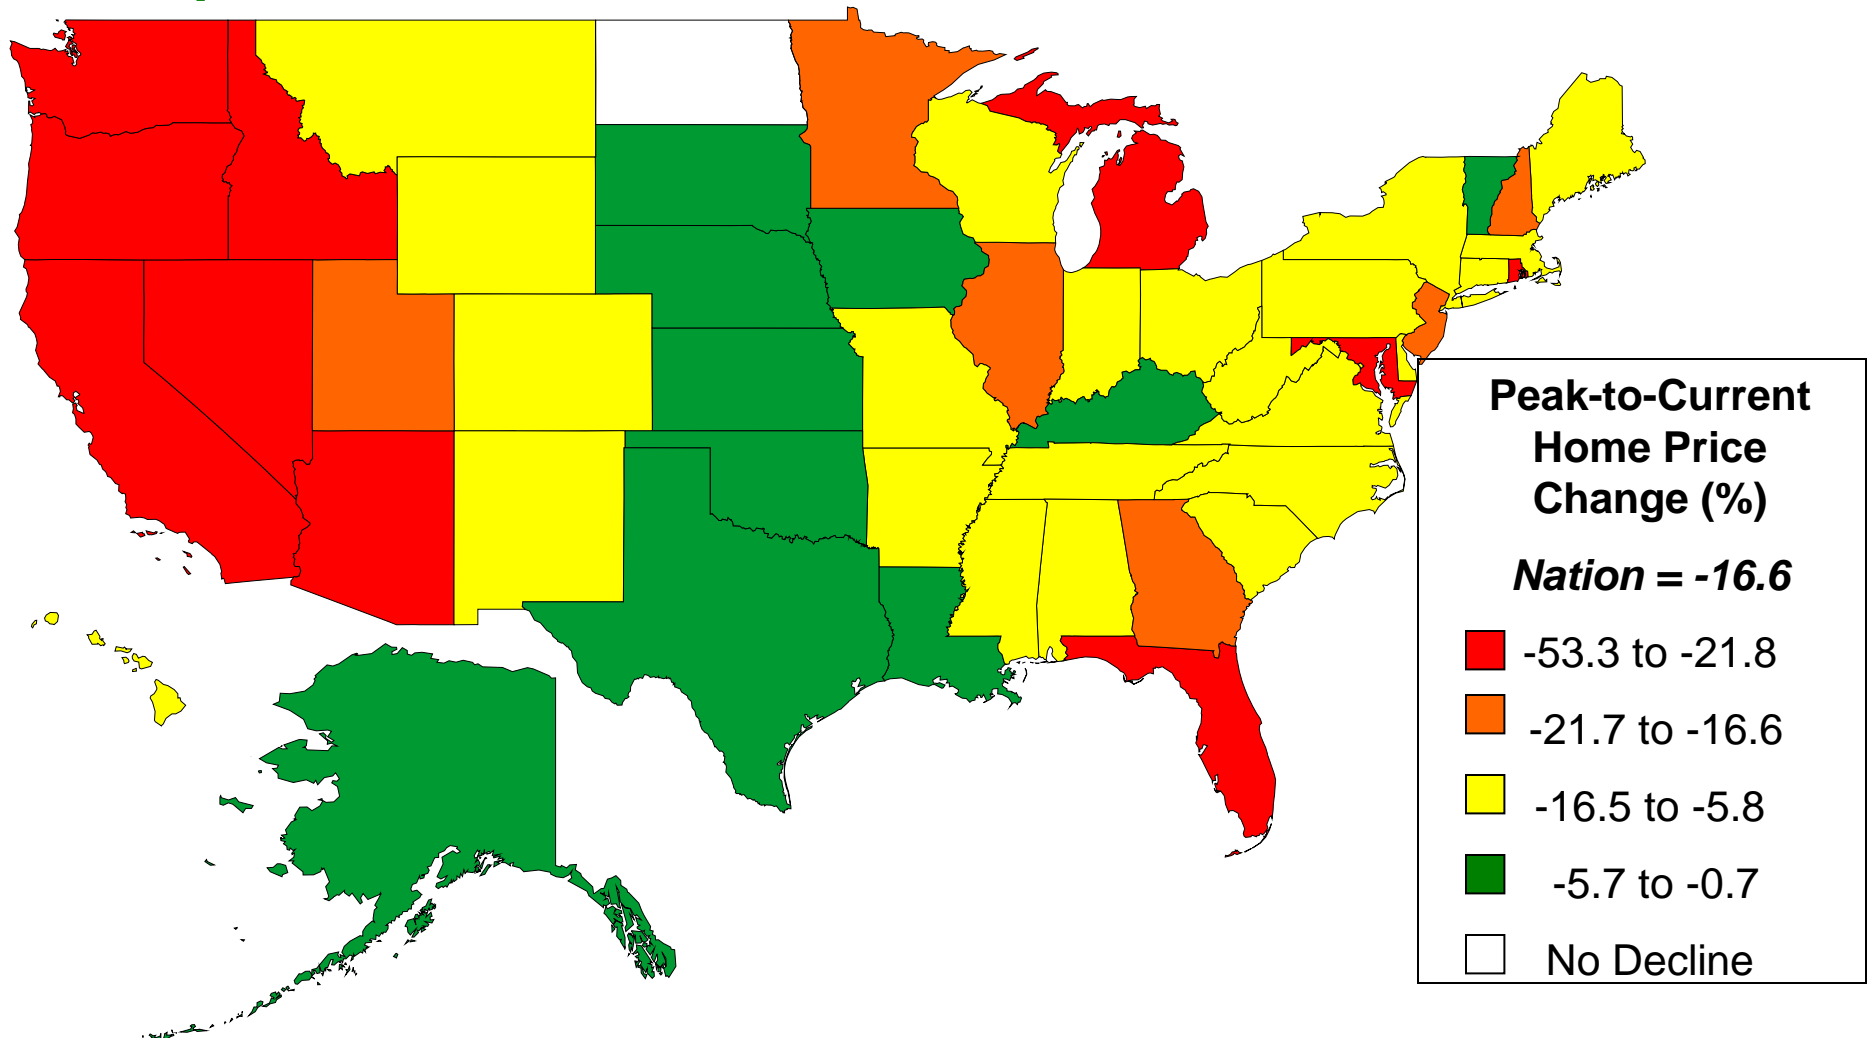 Peak-to-Current
Home Price
Change (%)
Nation = -16.6
-53.3 to -21.8
-21.7 to -16.6
-16.5 to -5.8
-5.7 to -0.7
No Decline